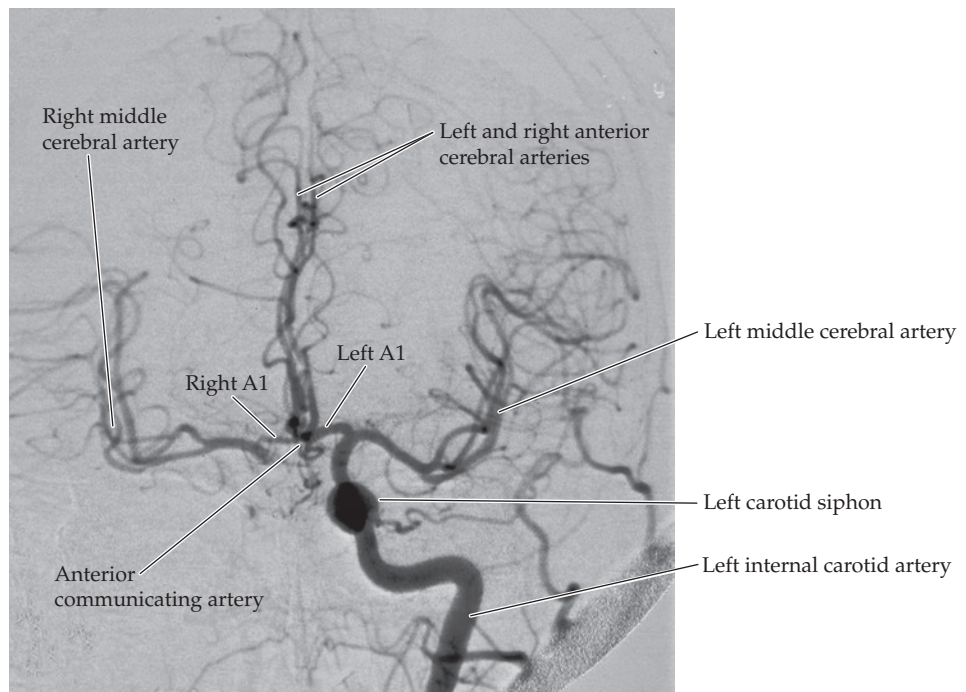 Right middle
cerebral artery
Left and right anterior
cerebral arteries
Left middle cerebral artery
Left A1
Right A1
Left carotid siphon
Left internal carotid artery
Anterior
communicating artery